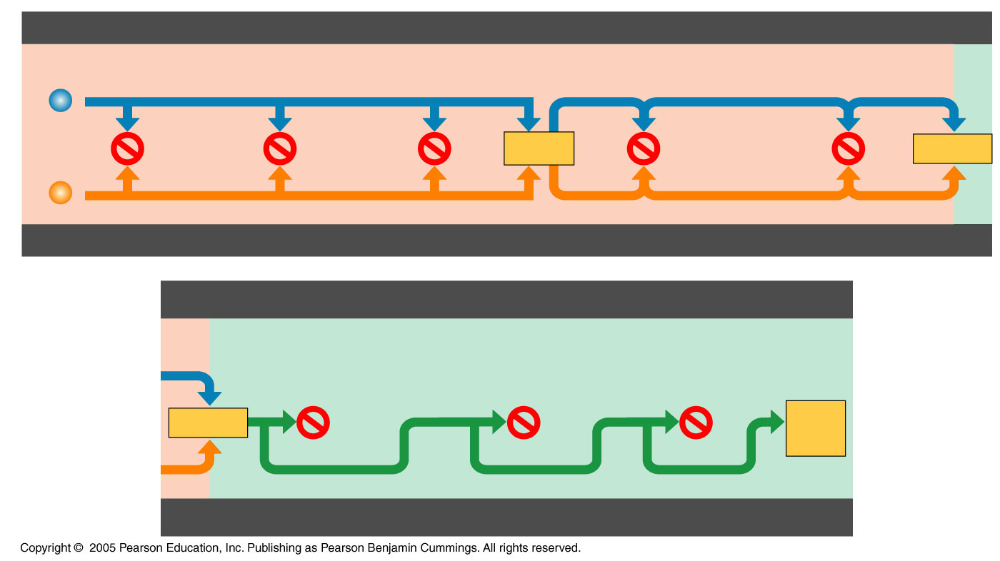 Copyright © 2005 Pearson Education, Inc. Publishing as Pearson Benjamin Cummings. All rights reserved.